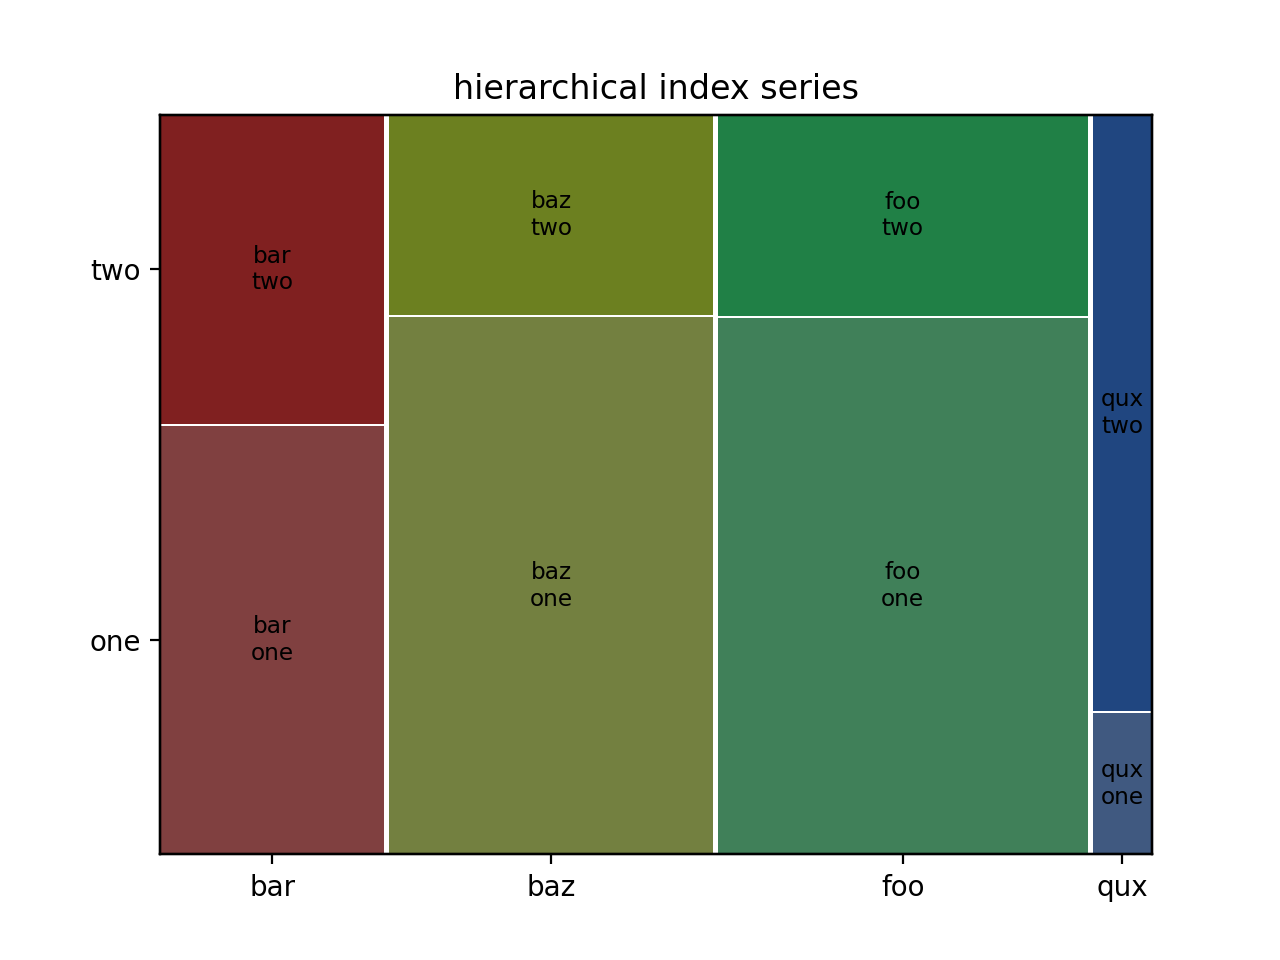 hierarchical index series
two
one
bar
two
baz
two
foo
two
qux
two
bar
one
baz
one
foo
one
qux
one
bar
baz
foo
qux